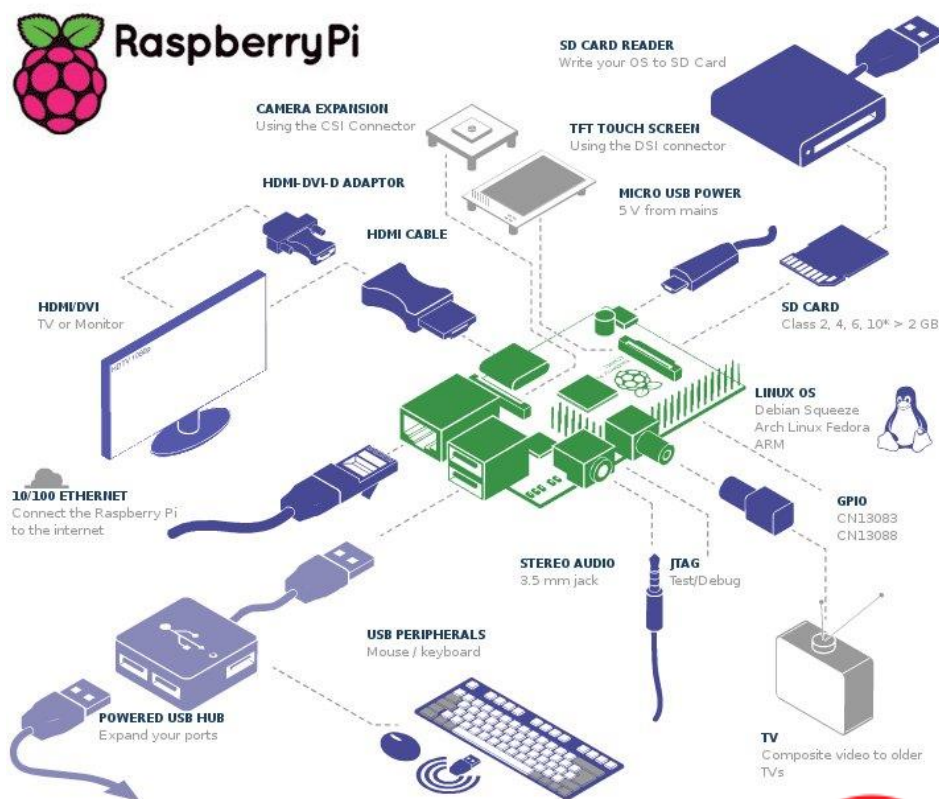 RaspberryPi
SD CARD READER
Write your OS to SD Card
CAMERA EXPANSION
Using the CSI Connector
TFT TOUCH SCREEN
Using the DSI connector
HDMI-DVI-D ADAPTOR
MICRO USB POWER
5 V from mains
HDMI CABLE
HDMI/DVI
TV or Monitor
HDTV 1080p
SD CARD
Class 2, 4, 6, 10* > 2 GB
LINUX OS
Debian Squeeze
Arch Linux Fedora
ARM
10/100 ETHERNET
Connect the Raspberry Pi
to the internet
GPIO
CN13083
CN13088
STEREO AUDIO
3.5 mm jack
JTAG
Test/Debug
USB PERIPHERALS
Mouse / keyboard
POWERED USB HUB
Expand your ports
TV
Composite video to older
TVs